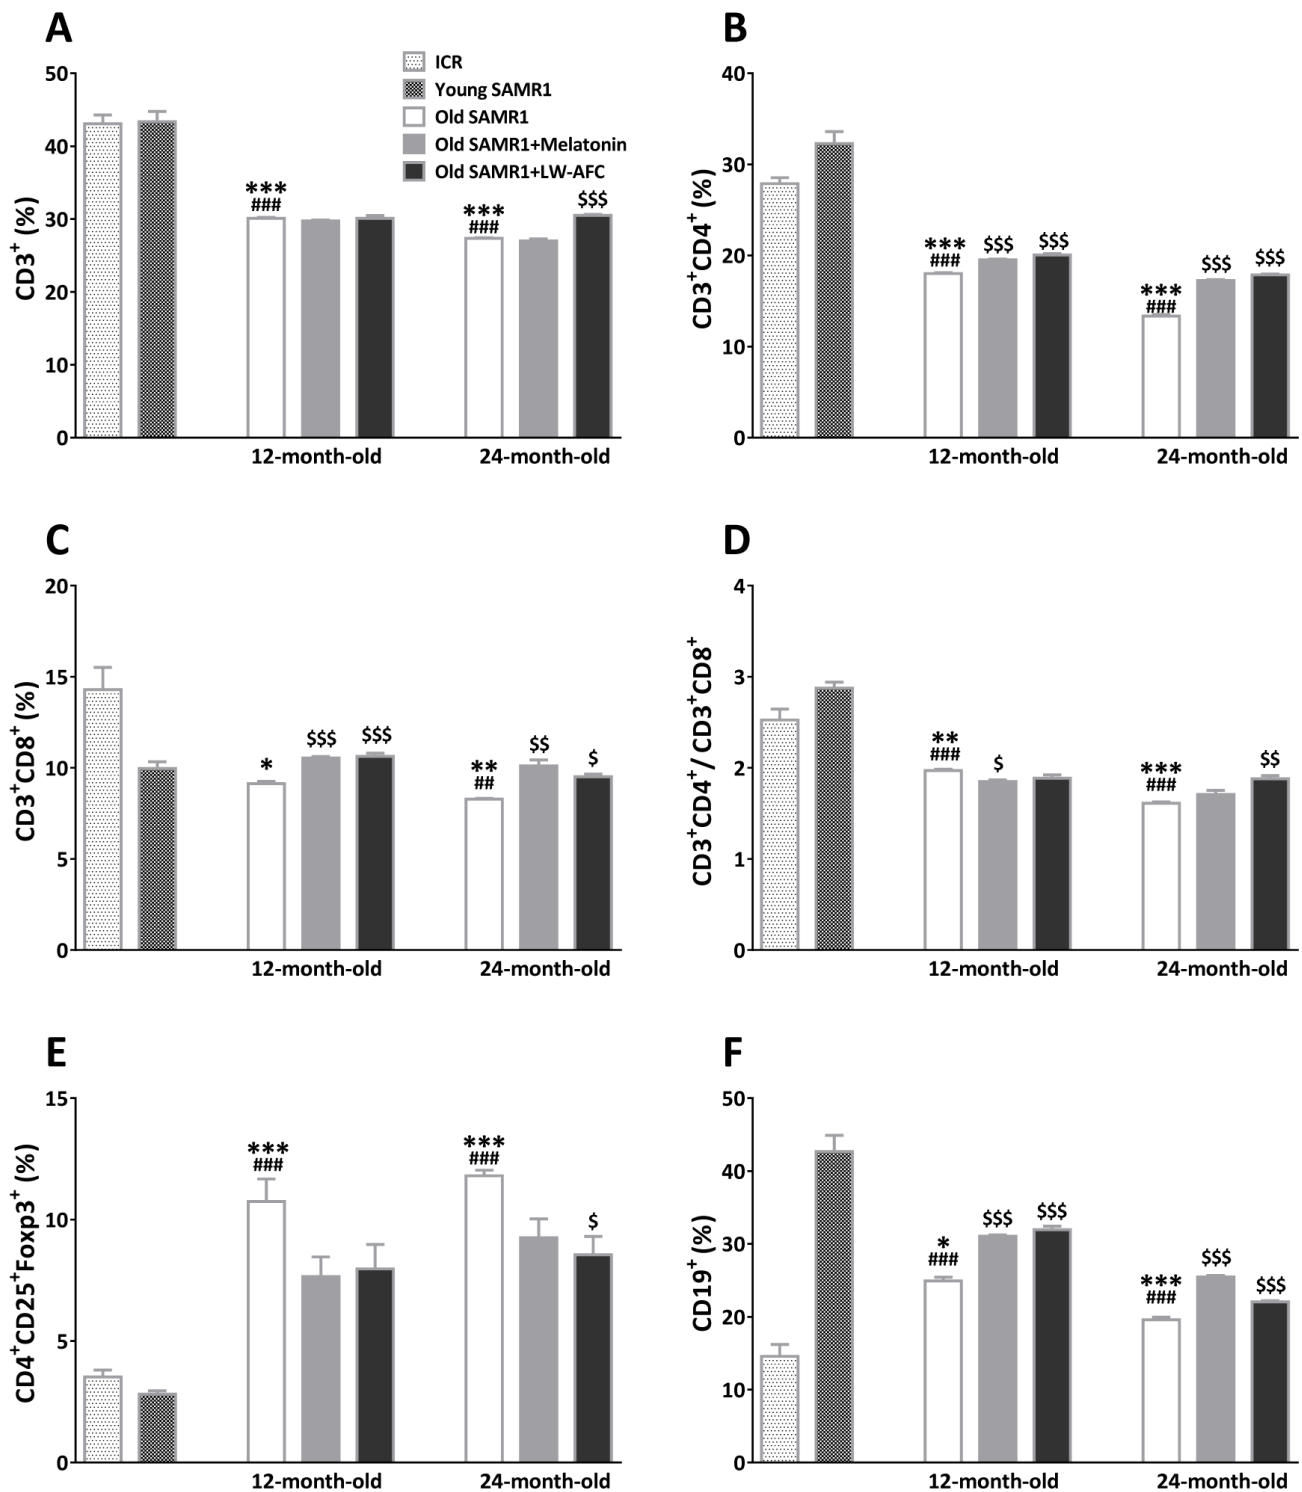 A
ICR
Young SAMR1
Old SAMR1
Old SAMR1+Melatonin
Old SAMR1+LW-AFC
CD3⁺ (%)
50
40
30
20
10
0
***
###
***
###
$$$
12-month-old
24-month-old
B
CD3⁺CD4⁺ (%)
40
30
20
10
0
***
###
$$$
$$$
***
###
$$$
$$$
12-month-old
24-month-old
C
CD3⁺CD8⁺ (%)
20
15
10
5
0
*
$$$
$$$
**
##
$$
$
12-month-old
24-month-old
D
CD3⁺CD4⁺/ CD3⁺CD8⁺
4
3
2
1
0
**
###
$
***
###
$$
12-month-old
24-month-old
E
CD4⁺CD25⁺Foxp3⁺ (%)
15
10
5
0
***
###
***
###
$
12-month-old
24-month-old
F
CD19⁺ (%)
50
40
30
20
10
0
*
###
$$$
$$$
***
###
$$$
$$$
12-month-old
24-month-old